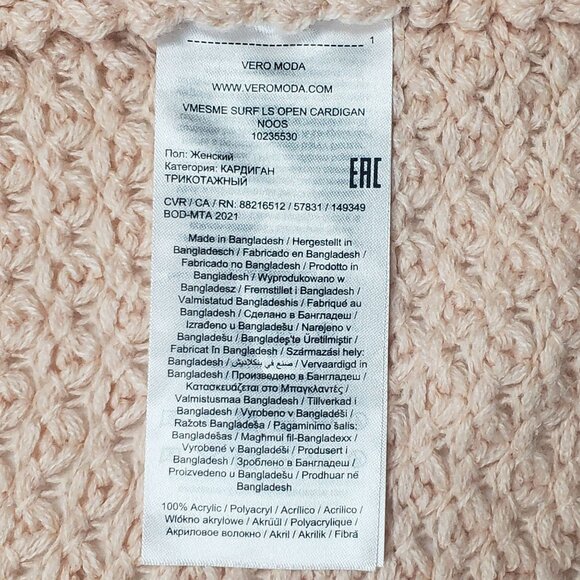 1
VERO MODA
WWW.VEROMODA.COM
VMESME SURF LS OPEN CARDIGAN
NOOS
10235530
Пол: Женский
Категория: КАРДИГАН
ТРИКОТАЖНЫЙ
EAC
CVR / CA / RN: 88216512 / 57831 / 149349
BOD-MTA 2021
Made in Bangladesh / Hergestellt in
Bangladesch / Fabricado en Bangladesh /
Fabricado no Bangladesh / Prodotto in
Bangladesh / Wyprodukowano w
Bangladesz / Fremstillet i Bangladesh /
Valmistatud Bangladeshis / Fabriqué au
Bangladesh / Сделано в Бангладеш /
Izrađeno u Bangladešu / Narejeno v
Bangladešu / Bangladeş'te Üretilmiştir /
Fabricat în Bangladesh / Származási hely:
Bangladesh / صنع في بنكلاديش / Vervaardigd in
Bangladesh / Произведено в Бангладеш /
Κατασκευάζεται στο Μπαγκλαντές /
Valmistusmaa Bangladesh / Tillverkad i
Bangladesh / Vyrobeno v Bangladéši /
Ražots Bangladeša / Pagaminimo šalis:
Bangladešas / Magħmul fil-Bangladexx /
Vyrobené v Bangladéši / Produsert i
Bangladesh / Зроблено в Бангладеш /
Proizvedeno u Bangladešu / Prodhuar në
Bangladesh
100% Acrylic / Polyacryl / Acrílico / Acrilico /
Włókno akrylowe / Akrüül / Polyacrylique /
Акриловое волокно / Akril / Akrilik / Fibră